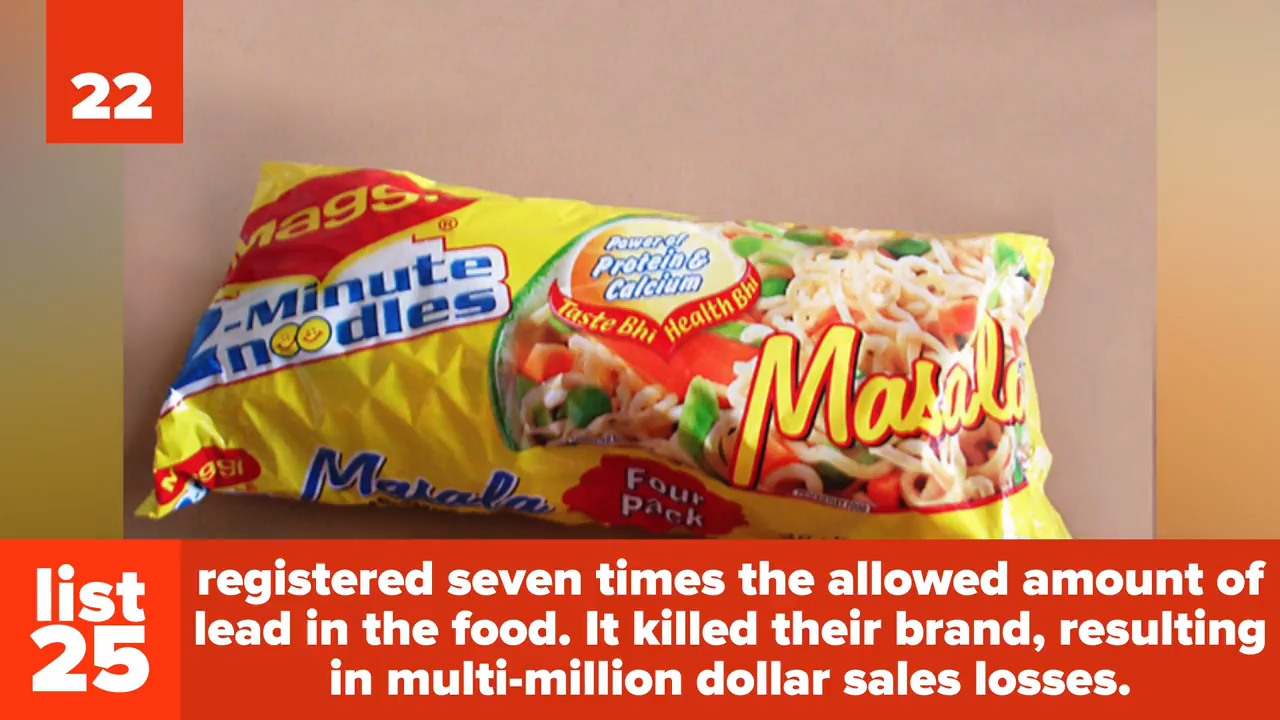 22
Maggi
®
2-Minute
noodles
Power of
Protein &
Calcium
Taste Bhi Health Bhi
Masala
Maggi
Masala
Four
Pack
list
25
registered seven times the allowed amount of
lead in the food. It killed their brand, resulting
in multi-million dollar sales losses.